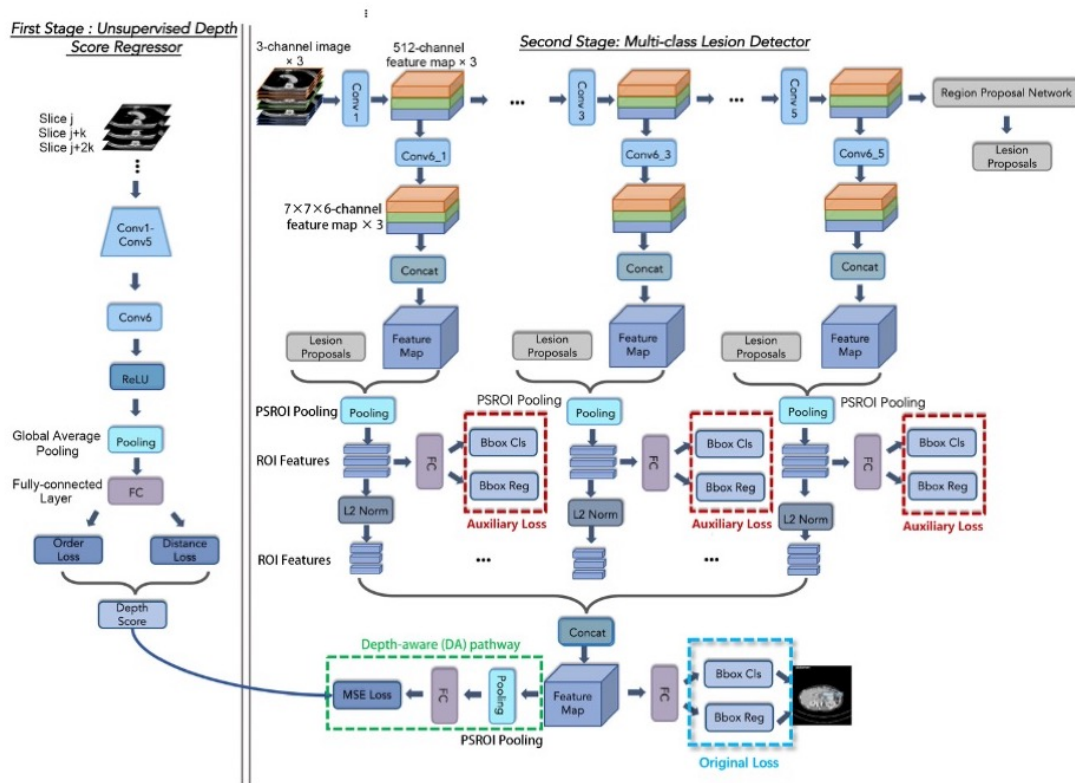 First Stage : Unsupervised Depth
Score Regressor
Slice j
Slice j+k
Slice j+2k
Conv1-
Conv5
Conv6
ReLU
Global Average
Pooling
Pooling
Fully-connected
Layer
FC
Order
Loss
Distance
Loss
Depth
Score
Second Stage: Multi-class Lesion Detector
3-channel image
× 3
512-channel
feature map × 3
Conv 1
...
Conv 3
...
Conv 5
Region Proposal Network
Lesion
Proposals
Conv6_1
Conv6_3
Conv6_5
7×7×6-channel
feature map × 3
Concat
Concat
Concat
Lesion
Proposals
Feature
Map
Lesion
Proposals
Feature
Map
Lesion
Proposals
Feature
Map
PSROI Pooling
Pooling
PSROI Pooling
Pooling
PSROI Pooling
Pooling
ROI Features
FC
Bbox Cls
Bbox Reg
Auxiliary Loss
FC
Bbox Cls
Bbox Reg
Auxiliary Loss
FC
Bbox Cls
Bbox Reg
Auxiliary Loss
L2 Norm
L2 Norm
L2 Norm
ROI Features
...
...
Concat
Depth-aware (DA) pathway
MSE Loss
FC
Pooling
PSROI Pooling
Feature
Map
FC
Bbox Cls
Bbox Reg
Original Loss